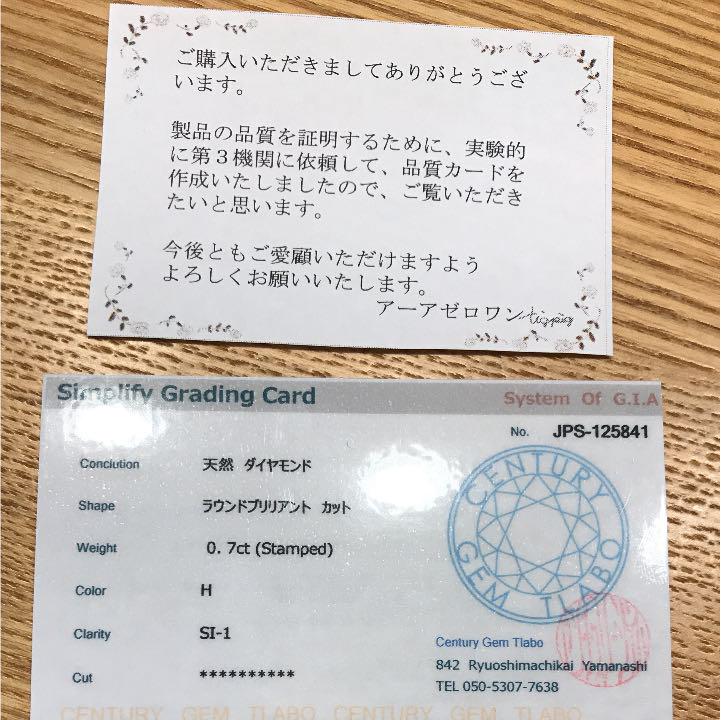 ご購入いただきましてありがとうござ
います。
製品の品質を証明するために、実験的
に第3機関に依頼して、品質カードを
作成いたしましたので、ご覧いただき
たいと思います。
今後ともご愛顧いただけますよう
よろしくお願いいたします。
アーアゼロワン
Simplify Grading Card
System Of G.I.A
No. JPS-125841
Conclution 天然 ダイヤモンド
Shape ラウンドブリリアント カット
Weight 0. 7ct (Stamped)
Color H
Clarity SI-1
Cut **********
CENTURY GEM TLABO
Century Gem Tlabo
842 Ryuoshimachikai Yamanashi
TEL 050-5307-7638
CENTURY GEM TLABO CENTURY GEM TLABO